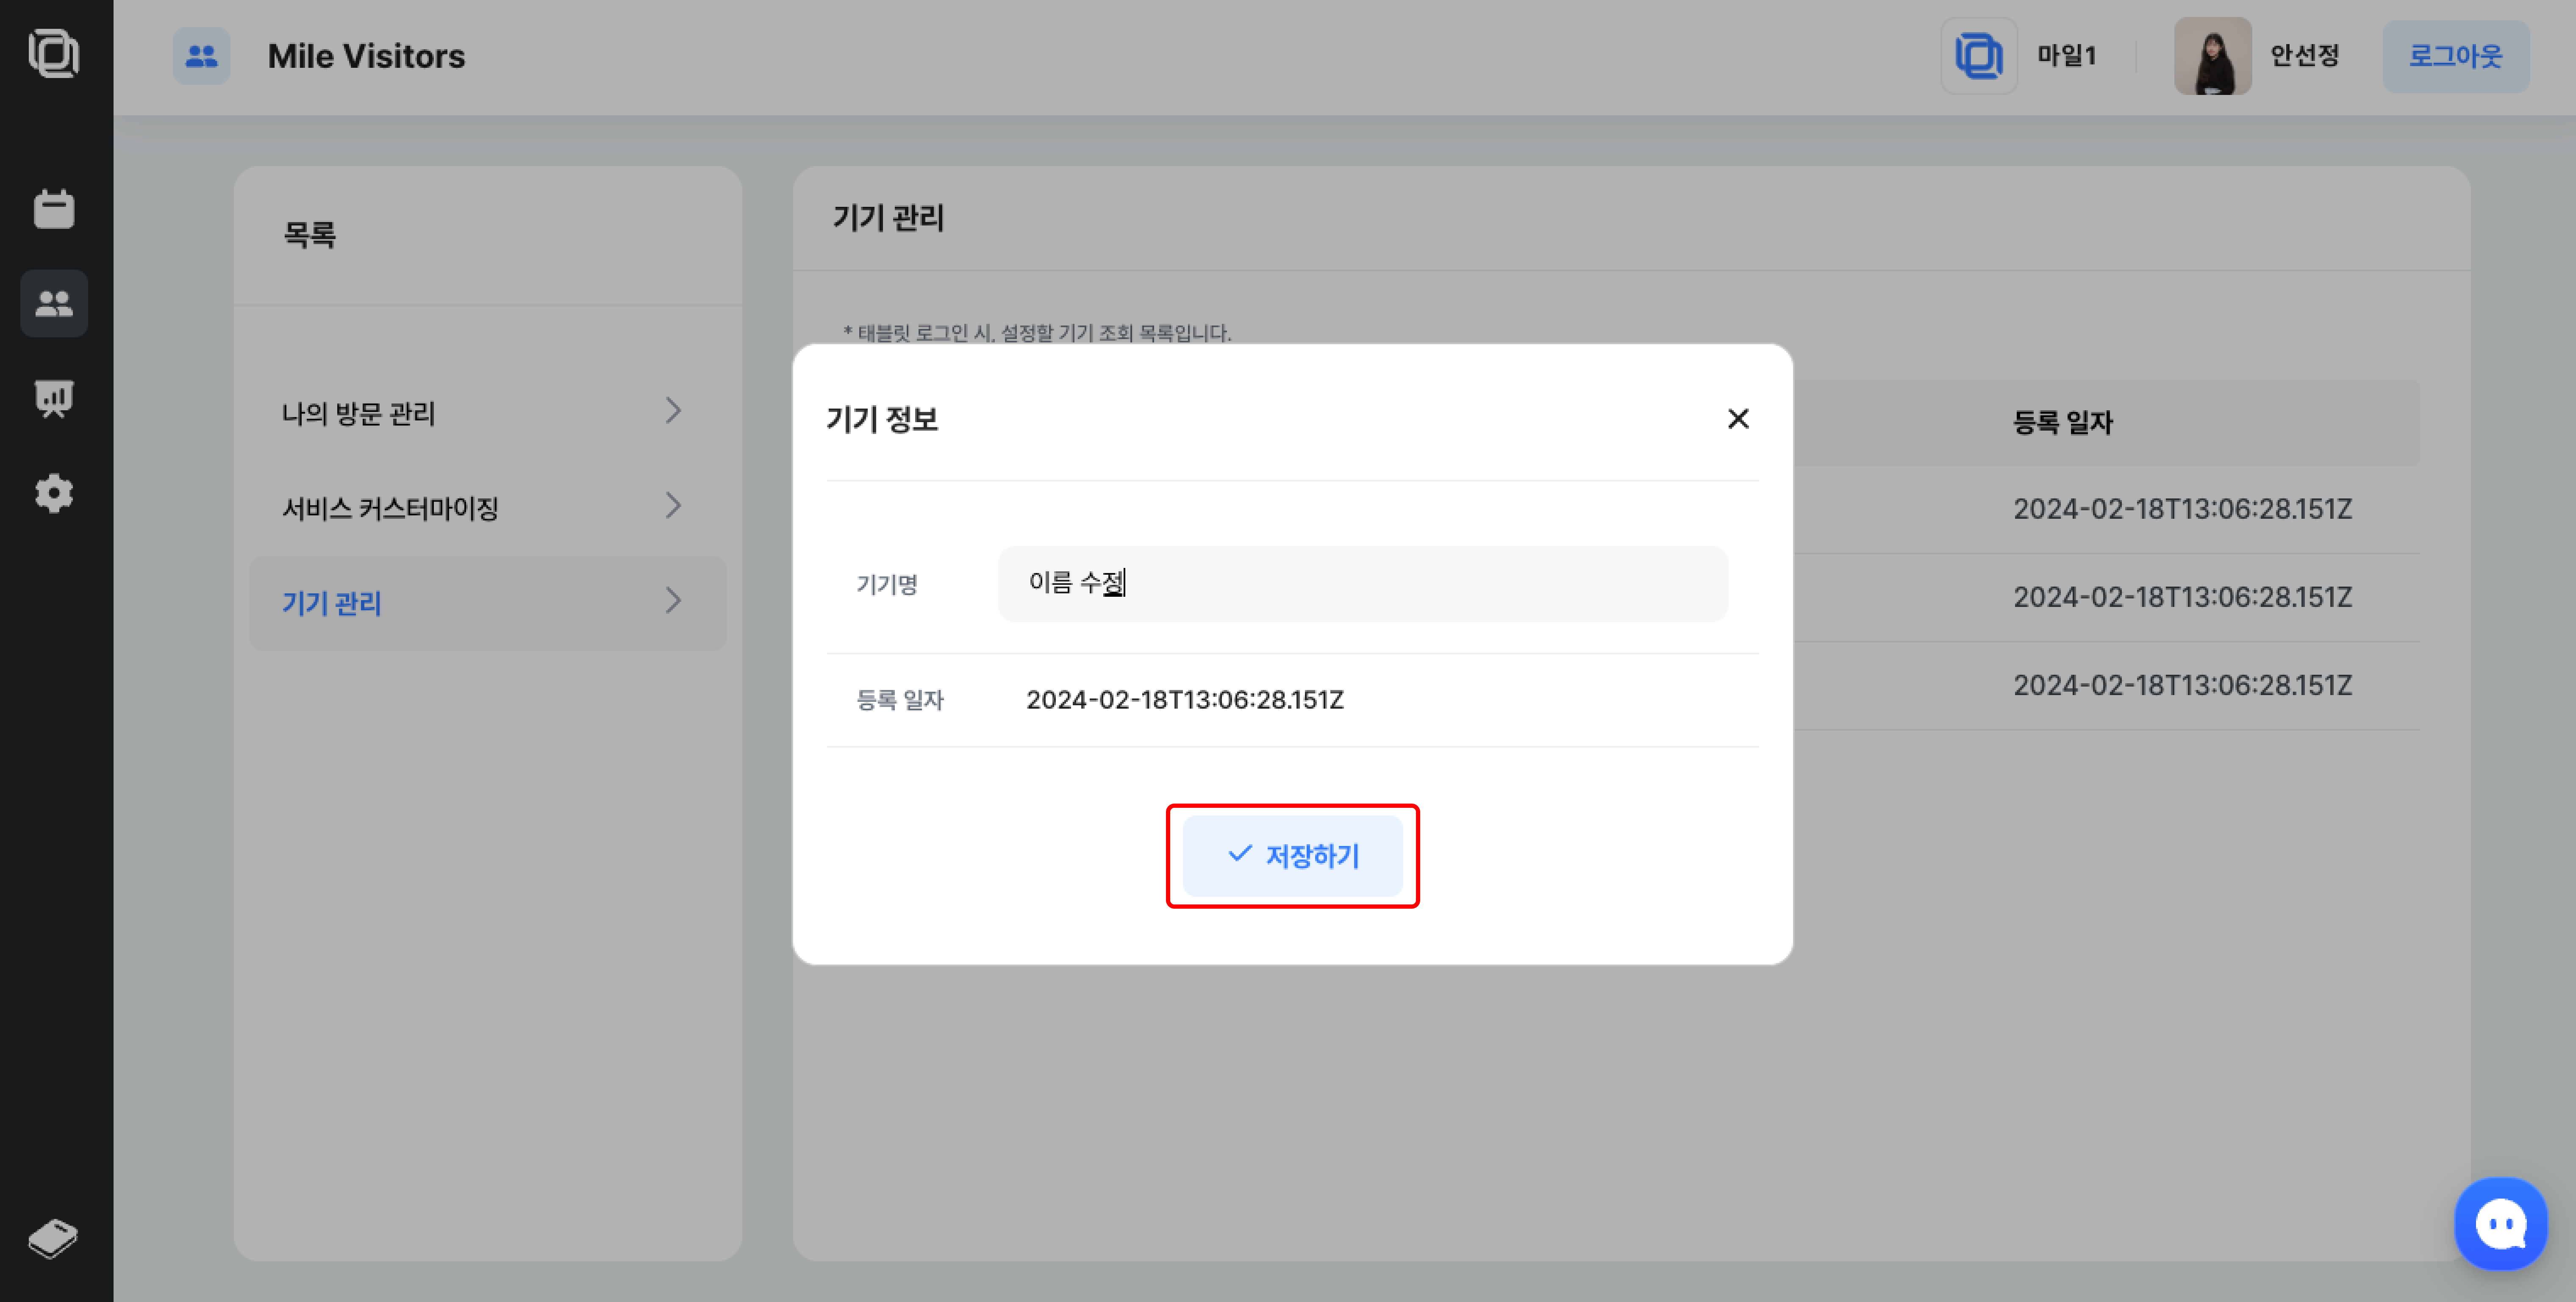 Mile Visitors
마일1
안선정
로그아웃
목록
나의 방문 관리
서비스 커스터마이징
기기 관리
기기 관리
* 태블릿 로그인 시, 설정할 기기 조회 목록입니다.
등록 일자
2024-02-18T13:06:28.151Z
2024-02-18T13:06:28.151Z
2024-02-18T13:06:28.151Z
기기 정보
기기명
이름 수정
등록 일자
2024-02-18T13:06:28.151Z
저장하기